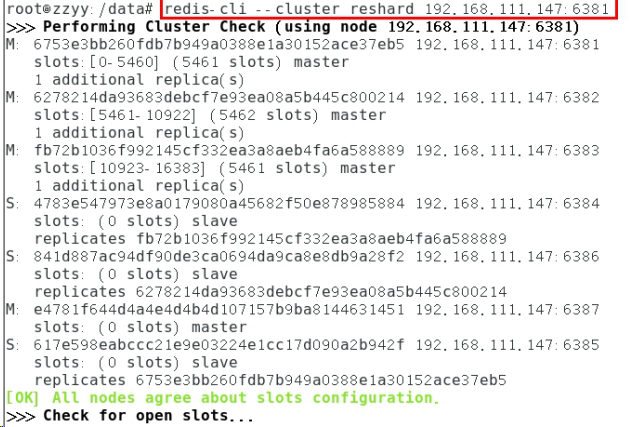 root@zzyy:/data# redis-cli --cluster reshard 192.168.111.147:6381
>>> Performing Cluster Check (using node 192.168.111.147:6381)
M: 6753e3bb260fdb7b949a0388e1a30152ace37eb5 192.168.111.147:6381
slots:[0-5460] (5461 slots) master
1 additional replica(s)
M: 6278214da93683debcf7e93ea08a5b445c800214 192.168.111.147:6382
slots:[5461-10922] (5462 slots) master
1 additional replica(s)
M: fb72b1036f992145cf332ea3a8aeb4fa6a588889 192.168.111.147:6383
slots:[10923-16383] (5461 slots) master
1 additional replica(s)
S: 4783e547973e8a0179080a45682f50e878985884 192.168.111.147:6384
slots: (0 slots) slave
replicates fb72b1036f992145cf332ea3a8aeb4fa6a588889
S: 841d887ac94df90de3ca0694da9ca8e8db9a28f2 192.168.111.147:6386
slots: (0 slots) slave
replicates 6278214da93683debcf7e93ea08a5b445c800214
M: e4781f644d4a4e4d4b4d107157b9ba8144631451 192.168.111.147:6387
slots: (0 slots) master
S: 617e598eabccc21e9e03224e1cc17d090a2b942f 192.168.111.147:6385
slots: (0 slots) slave
replicates 6753e3bb260fdb7b949a0388e1a30152ace37eb5
[OK] All nodes agree about slots configuration.
>>> Check for open slots...